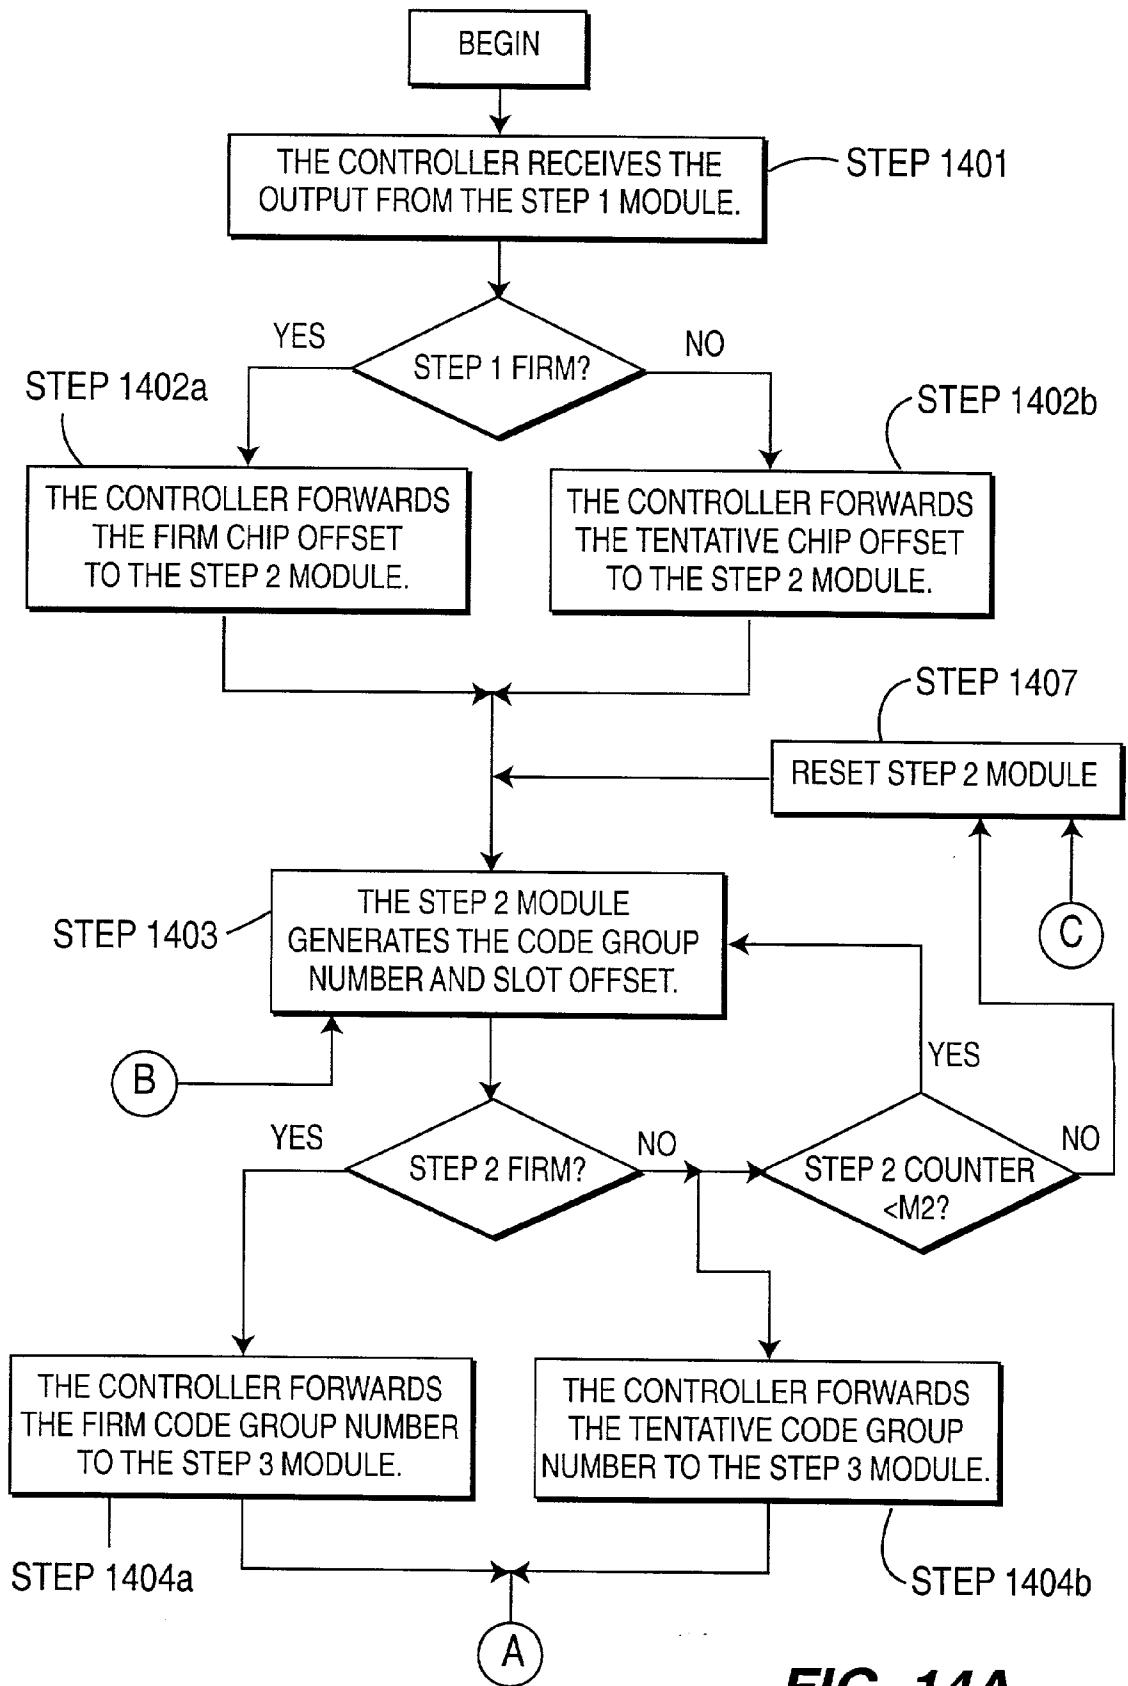 BEGIN
THE CONTROLLER RECEIVES THE
OUTPUT FROM THE STEP 1 MODULE.
STEP 1401
YES
STEP 1 FIRM?
NO
STEP 1402a
STEP 1402b
THE CONTROLLER FORWARDS
THE FIRM CHIP OFFSET
TO THE STEP 2 MODULE.
THE CONTROLLER FORWARDS
THE TENTATIVE CHIP OFFSET
TO THE STEP 2 MODULE.
STEP 1407
RESET STEP 2 MODULE
STEP 1403
THE STEP 2 MODULE
GENERATES THE CODE GROUP
NUMBER AND SLOT OFFSET.
C
B
YES
YES
STEP 2 FIRM?
NO
STEP 2 COUNTER
<M2?
NO
THE CONTROLLER FORWARDS
THE FIRM CODE GROUP NUMBER
TO THE STEP 3 MODULE.
THE CONTROLLER FORWARDS
THE TENTATIVE CODE GROUP
NUMBER TO THE STEP 3 MODULE.
STEP 1404a
STEP 1404b
A
FIG. 14A